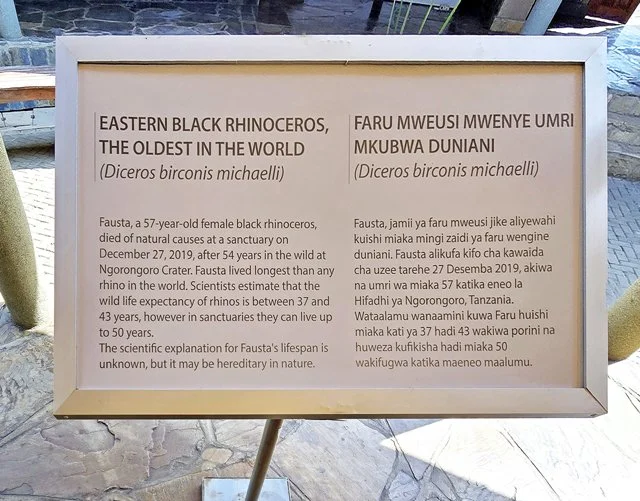 EASTERN BLACK RHINOCEROS,
THE OLDEST IN THE WORLD
(Diceros birconis michaelli)
Fausta, a 57-year-old female black rhinoceros,
died of natural causes at a sanctuary on
December 27, 2019, after 54 years in the wild at
Ngorongoro Crater. Fausta lived longest than any
rhino in the world. Scientists estimate that the
wild life expectancy of rhinos is between 37 and
43 years, however in sanctuaries they can live up
to 50 years.
The scientific explanation for Fausta's lifespan is
unknown, but it may be hereditary in nature.
FARU MWEUSI MWENYE UMRI
MKUBWA DUNIANI
(Diceros birconis michaelli)
Fausta, jamii ya faru mweusi jike aliyewahi
kuishi miaka mingi zaidi ya faru wengine
duniani. Fausta alikufa kifo cha kawaida
cha uzee tarehe 27 Desemba 2019, akiwa
na umri wa miaka 57 katika eneo la
Hifadhi ya Ngorongoro, Tanzania.
Wataalamu wanaamini kuwa Faru huishi
miaka kati ya 37 hadi 43 wakiwa porini na
huweza kufikisha hadi miaka 50
wakifugwa katika maeneo maalumu.